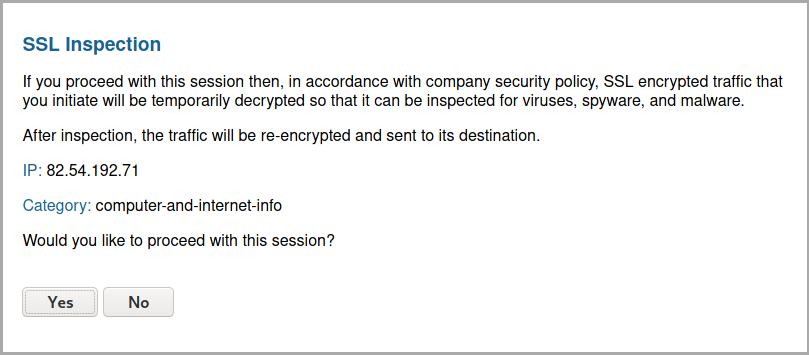 SSL Inspection
If you proceed with this session then, in accordance with company security policy, SSL encrypted traffic that
you initiate will be temporarily decrypted so that it can be inspected for viruses, spyware, and malware.
After inspection, the traffic will be re-encrypted and sent to its destination.
IP: 82.54.192.71
Category: computer-and-internet-info
Would you like to proceed with this session?
Yes No